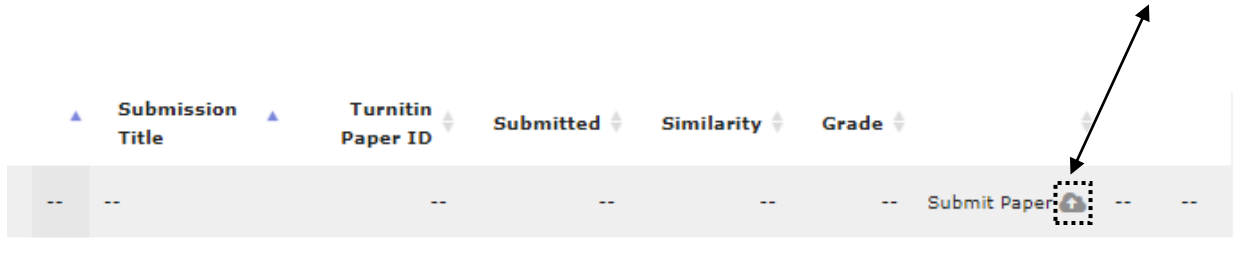 Submission Title
Turnitin Paper ID
Submitted
Similarity
Grade
-- -- -- -- -- -- Submit Paper -- --